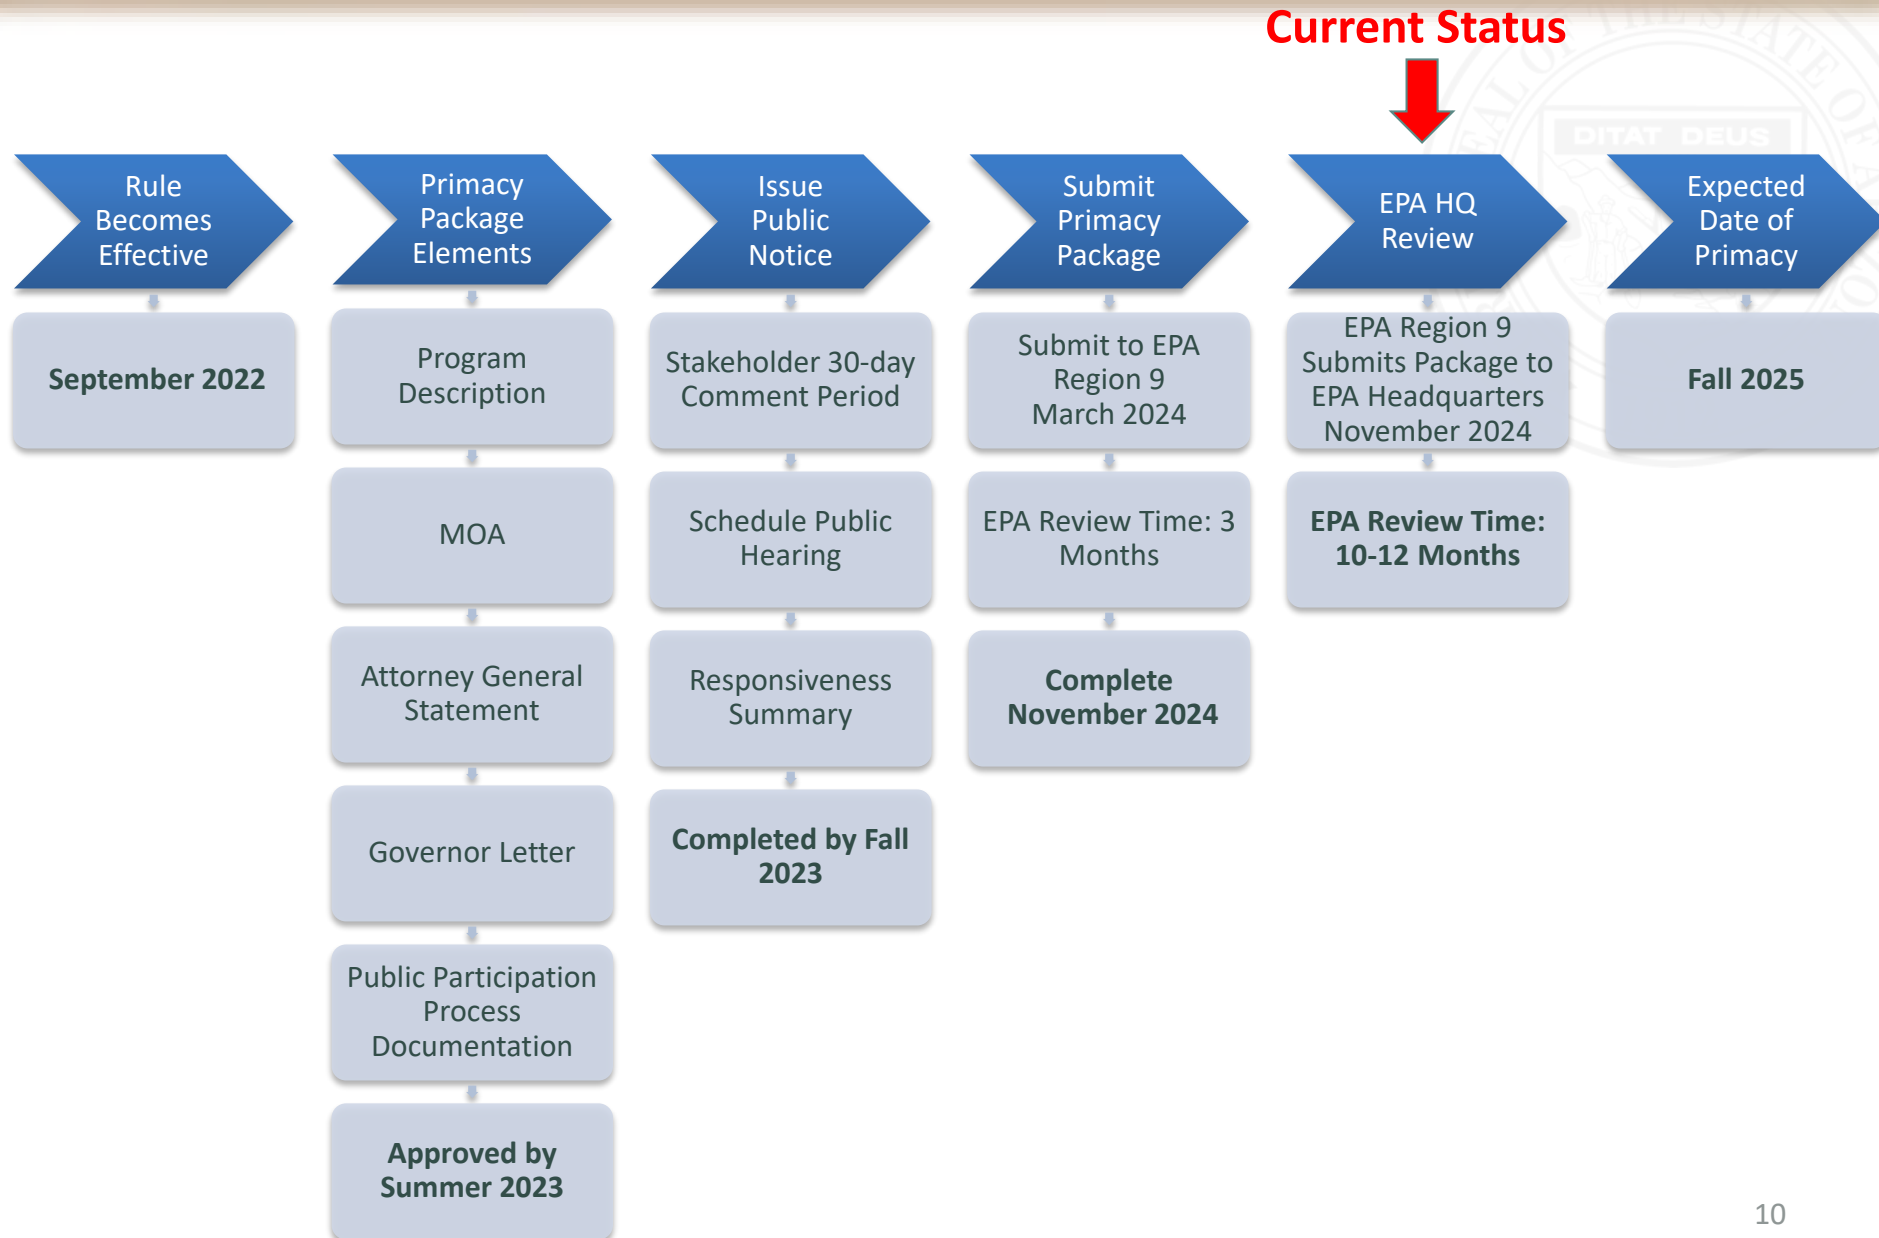 Current Status
Rule
Becomes
Effective
September 2022
Primacy
Package
Elements
Program
Description
MOA
Attorney General
Statement
Governor Letter
Public Participation
Process
Documentation
Approved by
Summer 2023
Issue
Public
Notice
Stakeholder 30-day
Comment Period
Schedule Public
Hearing
Responsiveness
Summary
Completed by Fall
2023
Submit
Primacy
Package
Submit to EPA
Region 9
March 2024
EPA Review Time: 3
Months
Complete
November 2024
EPA HQ
Review
EPA Region 9
Submits Package to
EPA Headquarters
November 2024
EPA Review Time:
10-12 Months
Expected
Date of
Primacy
Fall 2025
DITAT DEUS
10